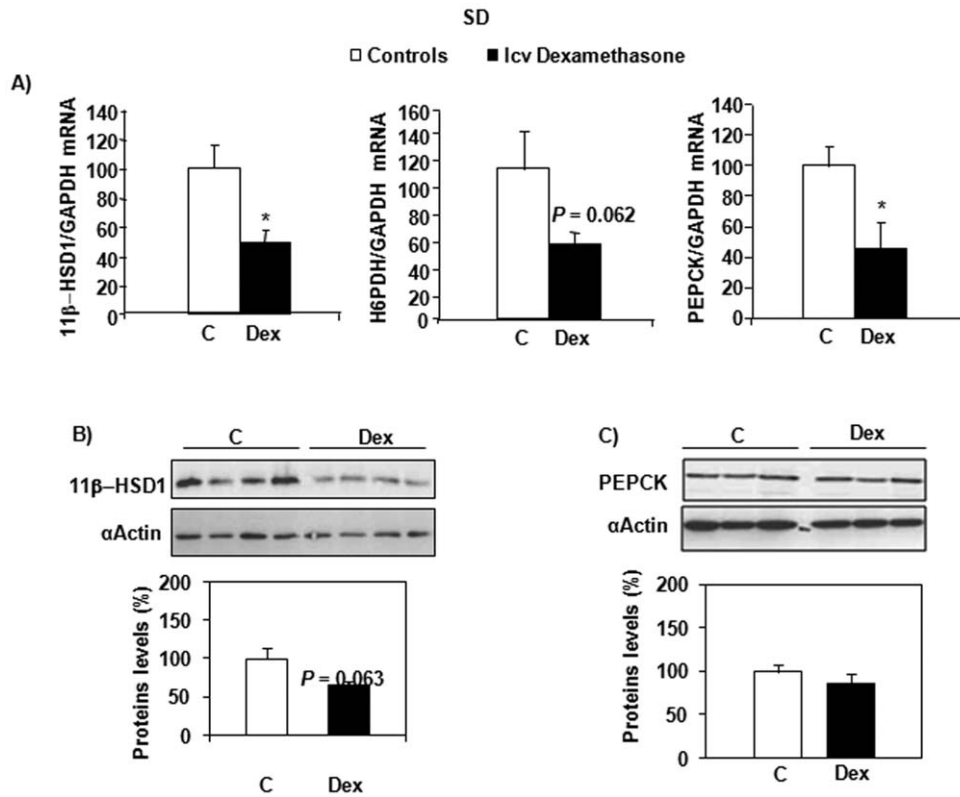 SD
Controls Icv Dexamethasone
A)
11β–HSD1/GAPDH mRNA
140
120
100
80
60
40
20
0
*
C Dex
H6PDH/GAPDH mRNA
160
140
120
100
80
60
40
20
0
P = 0.062
C Dex
PEPCK/GAPDH mRNA
140
120
100
80
60
40
20
0
*
C Dex
B)
C Dex
11β–HSD1
αActin
Proteins levels (%)
200
150
100
50
0
P = 0.063
C Dex
C)
C Dex
PEPCK
αActin
Proteins levels (%)
200
150
100
50
0
C Dex